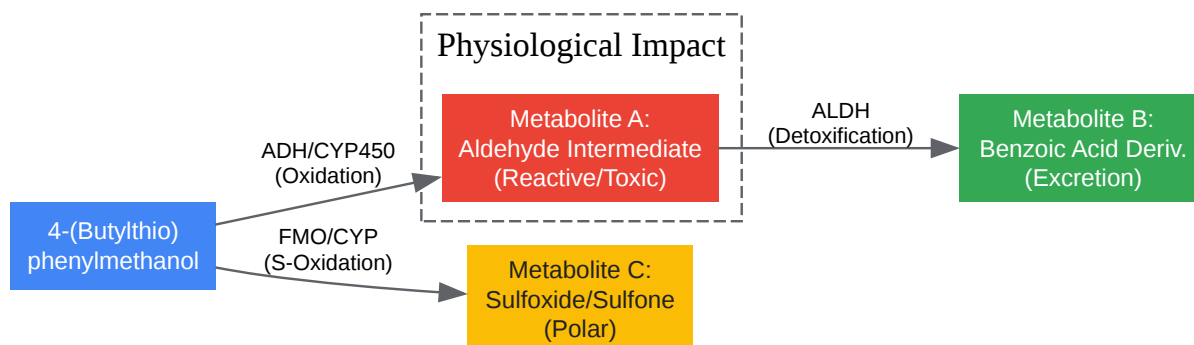 Physiological Impact
4-(Butylthio)
phenylmethanol
ADH/CYP450
(Oxidation)
Metabolite A:
Aldehyde Intermediate
(Reactive/Toxic)
ALDH
(Detoxification)
Metabolite B:
Benzoic Acid Deriv.
(Excretion)
FMO/CYP
(S-Oxidation)
Metabolite C:
Sulfoxide/Sulfone
(Polar)